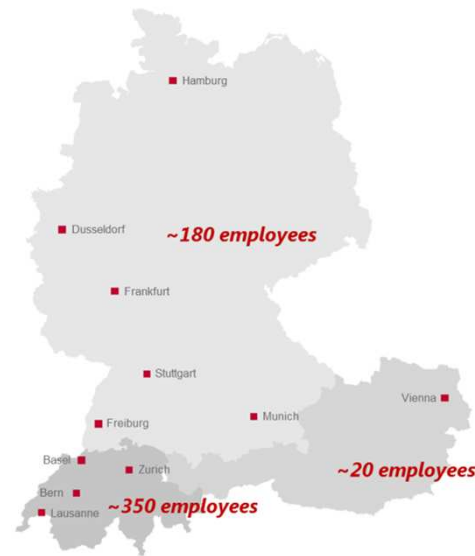 Hamburg
Dusseldorf
~180 employees
Frankfurt
Stuttgart
Vienna
Munich
Freiburg
Basel
Zurich
~20 employees
Bern
~350 employees
Lausanne